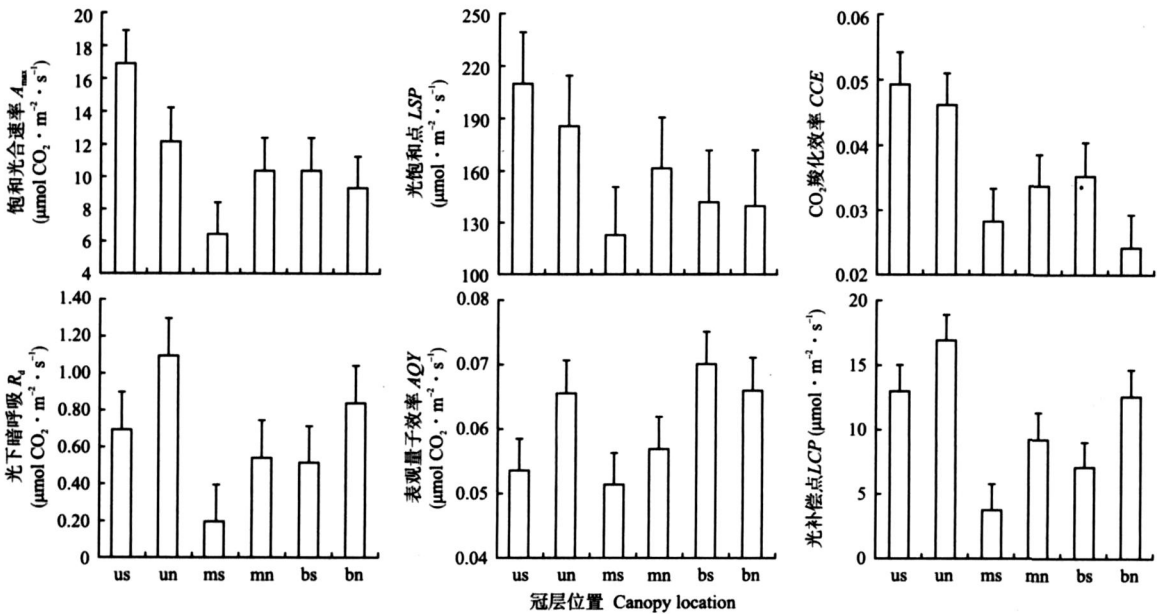 饱和光合速率 Amax
(μmol CO₂·m⁻²·s⁻¹)
20
18
16
14
12
10
8
6
4
光饱和点 LSP
(μmol·m⁻²·s⁻¹)
250
220
190
160
130
100
CO₂羧化效率 CCE
0.06
0.05
0.04
0.03
0.02
光下暗呼吸 Rd
(μmol CO₂·m⁻²·s⁻¹)
1.40
1.20
1.00
0.80
0.60
0.40
0.20
0
us un ms mn bs bn
表观量子效率 AQY
(μmol CO₂·m⁻²·s⁻¹)
0.08
0.07
0.06
0.05
0.04
us un ms mn bs bn
光补偿点LCP (μmol·m⁻²·s⁻¹)
20
15
10
5
0
us un ms mn bs bn
冠层位置 Canopy location